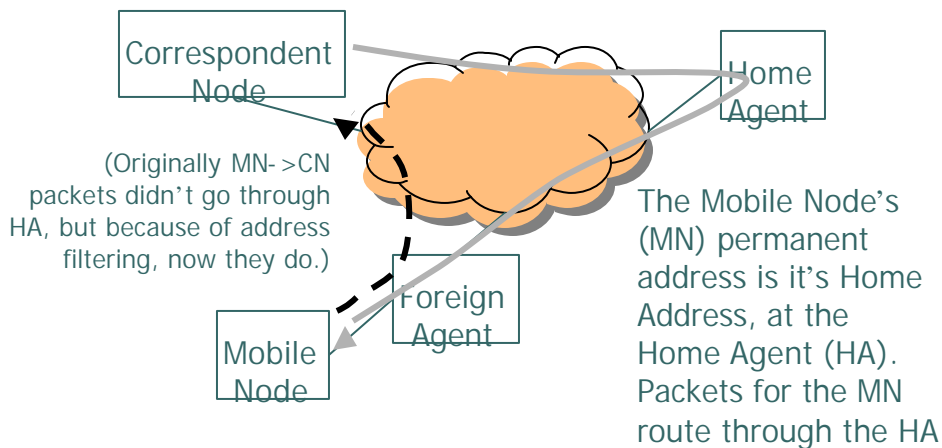 Correspondent
Node
Home
Agent
(Originally MN->CN
packets didn't go through
HA, but because of address
filtering, now they do.)
The Mobile Node's
(MN) permanent
address is it's Home
Address, at the
Home Agent (HA).
Packets for the MN
route through the HA
Foreign
Agent
Mobile
Node